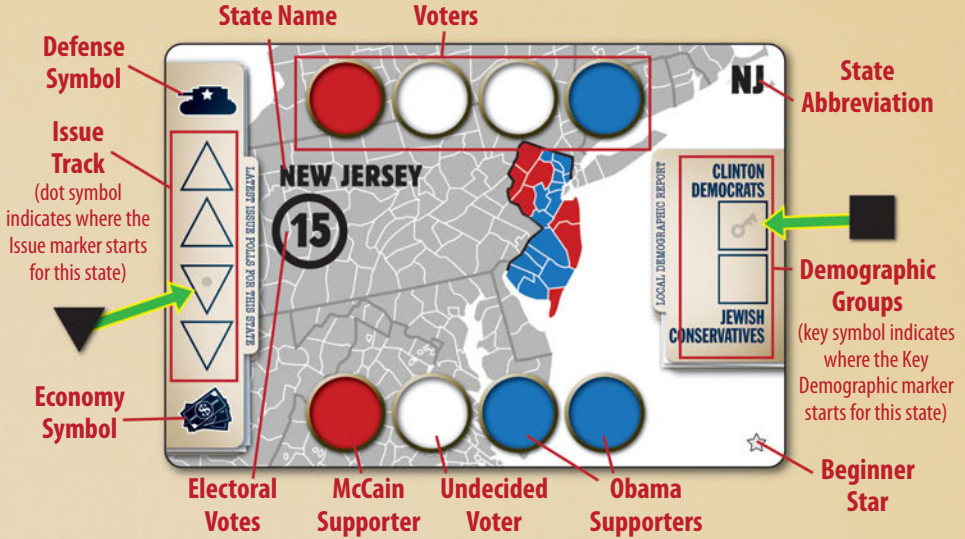 State Name
Voters
Defense
Symbol
State
Abbreviation
Issue
Track
(dot symbol
indicates where the
Issue marker starts
for this state)
Economy
Symbol
NJ
NEW JERSEY
15
LATEST ISSUE POLLS FOR THIS STATE
LOCAL DEMOGRAPHIC REPORT
CLINTON
DEMOCRATS
JEWISH
CONSERVATIVES
Demographic
Groups
(key symbol indicates
where the Key
Demographic marker
starts for this state)
Beginner
Star
Electoral
Votes
McCain
Supporter
Undecided
Voter
Obama
Supporters